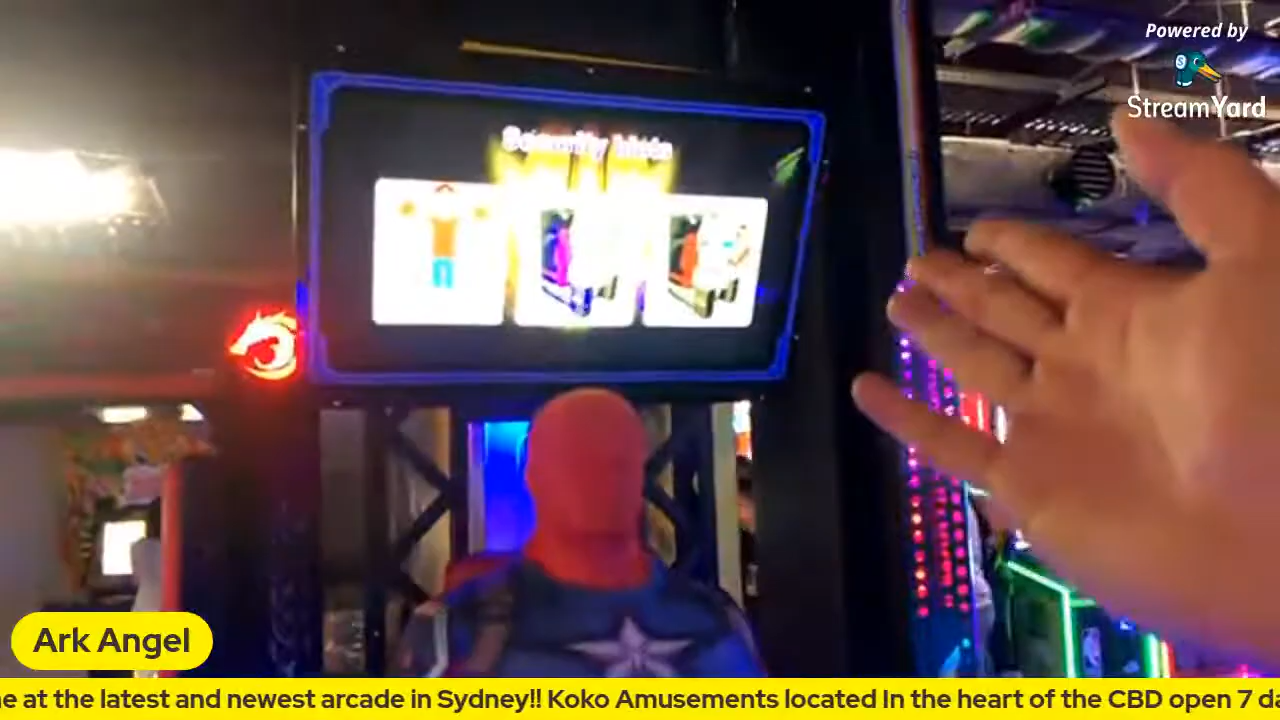 Powered by
StreamYard
Ark Angel
e at the latest and newest arcade in Sydney!! Koko Amusements located In the heart of the CBD open 7 da